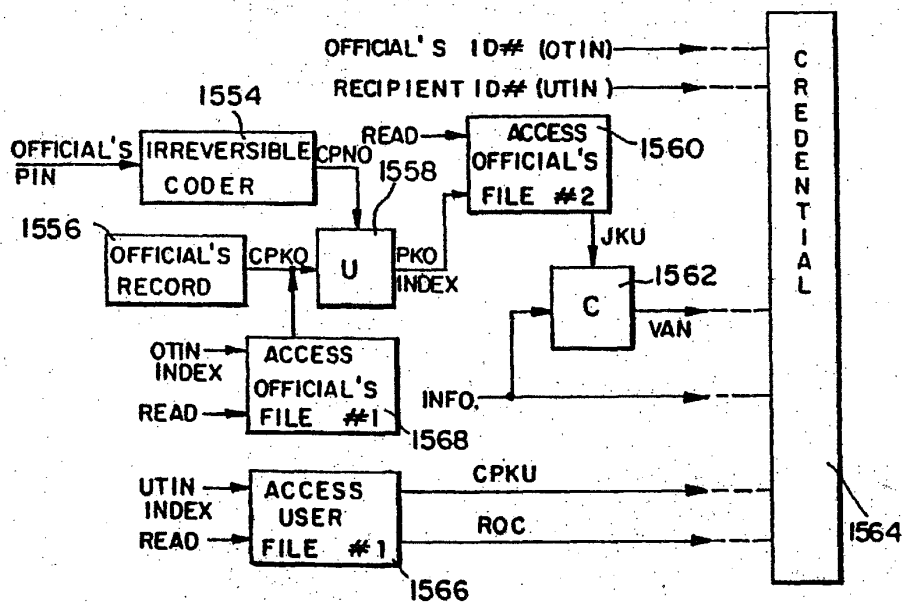 OFFICIAL'S ID# (OTIN)
RECIPIENT ID# (UTIN)
CREDENTIAL
1554
OFFICIAL'S
PIN
IRREVERSIBLE
CODER
CPNO
1558
READ
ACCESS
OFFICIAL'S
FILE #2
1560
1556
OFFICIAL'S
RECORD
CPKO
U
PKO
INDEX
JKU
1562
C
VAN
OTIN
INDEX
READ
ACCESS
OFFICIAL'S
FILE #1
1568
INFO.
UTIN
INDEX
READ
ACCESS
USER
FILE #1
1566
CPKU
ROC
1564